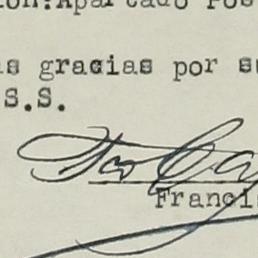 ión:Apartado Pos
as gracias por su
S.S.
Francis